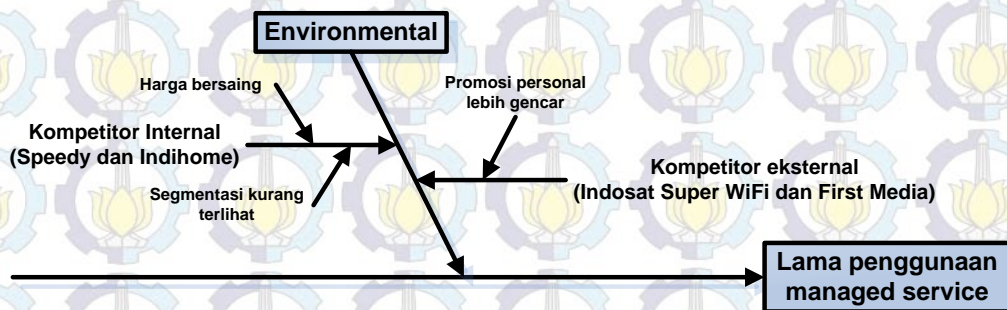 Environmental
Harga bersaing
Promosi personal
lebih gencar
Kompetitor Internal
(Speedy dan Indihome)
Kompetitor eksternal
(Indosat Super WiFi dan First Media)
Segmentasi kurang
terlihat
Lama penggunaan
managed service